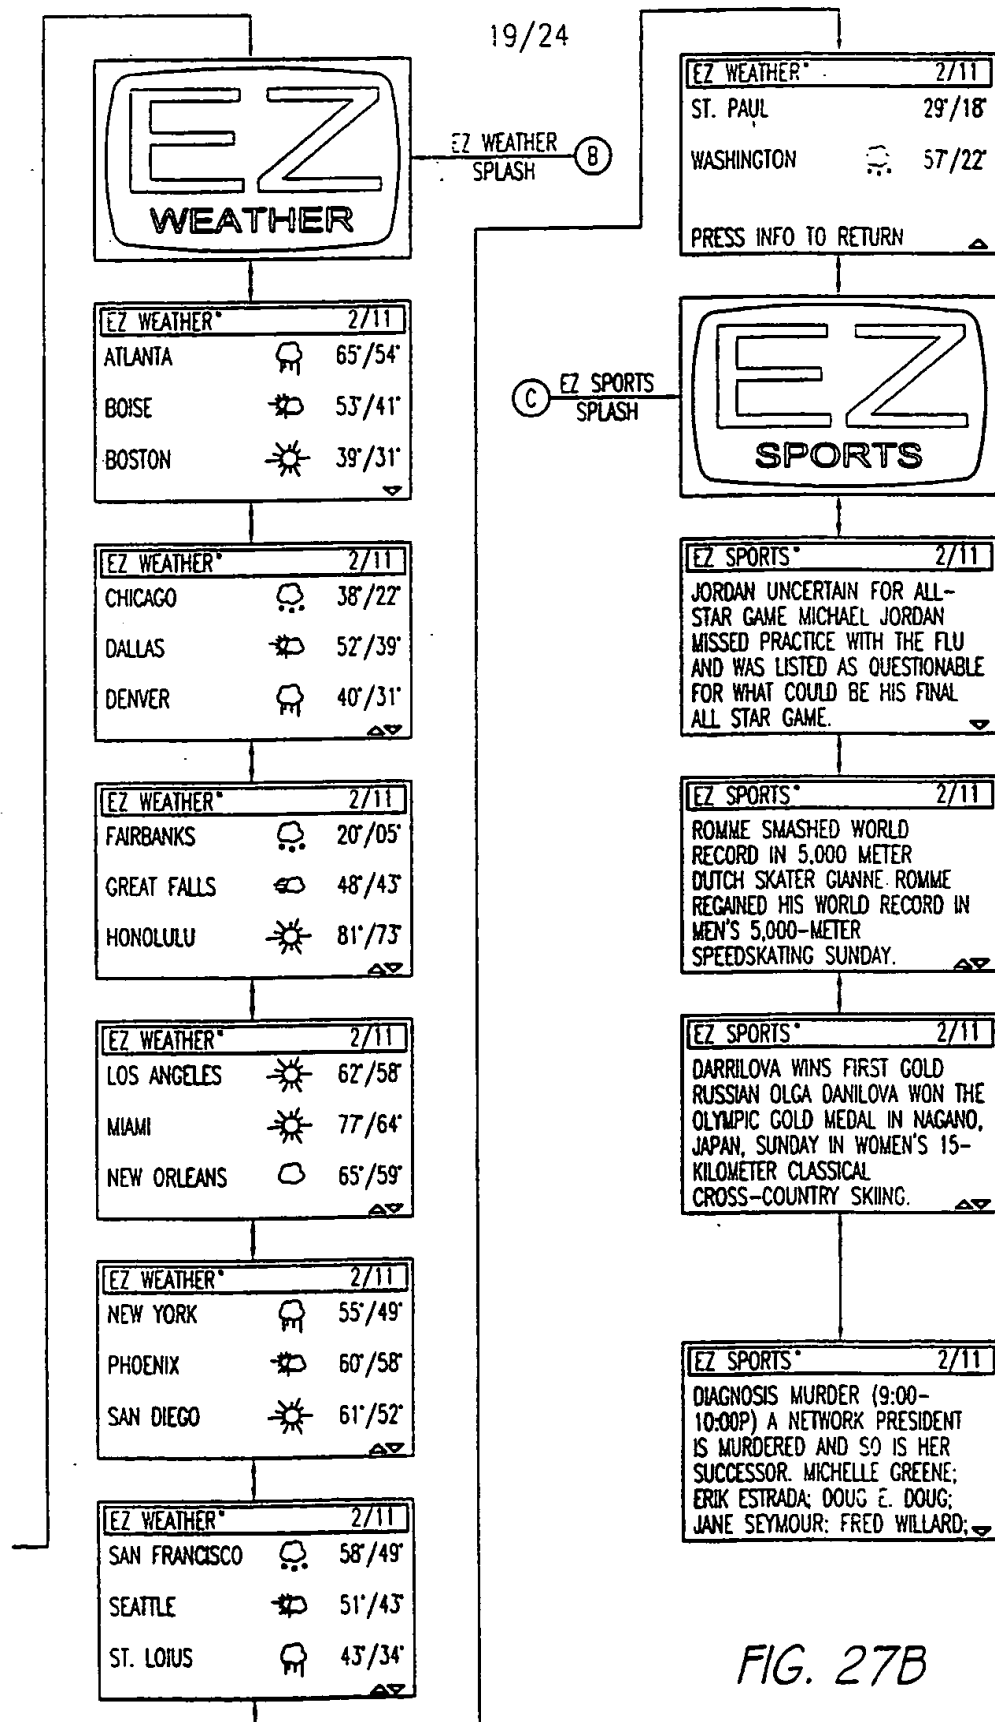 19/24
EZ
WEATHER
EZ WEATHER
SPLASH
B
EZ WEATHER° 2/11
ATLANTA 65°/54°
BOISE 53°/41°
BOSTON 39°/31°
EZ WEATHER° 2/11
CHICAGO 38°/22°
DALLAS 52°/39°
DENVER 40°/31°
EZ WEATHER° 2/11
FAIRBANKS 20°/05°
GREAT FALLS 48°/43°
HONOLULU 81°/73°
EZ WEATHER° 2/11
LOS ANGELES 62°/58°
MIAMI 77°/64°
NEW ORLEANS 65°/59°
EZ WEATHER° 2/11
NEW YORK 55°/49°
PHOENIX 60°/58°
SAN DIEGO 61°/52°
EZ WEATHER° 2/11
SAN FRANCISCO 58°/49°
SEATTLE 51°/43°
ST. LOIUS 43°/34°
EZ WEATHER° 2/11
ST. PAUL 29°/18°
WASHINGTON 57°/22°
PRESS INFO TO RETURN
C
EZ SPORTS
SPLASH
EZ
SPORTS
EZ SPORTS° 2/11
JORDAN UNCERTAIN FOR ALL-
STAR GAME MICHAEL JORDAN
MISSED PRACTICE WITH THE FLU
AND WAS LISTED AS QUESTIONABLE
FOR WHAT COULD BE HIS FINAL
ALL STAR GAME.
EZ SPORTS° 2/11
ROMME SMASHED WORLD
RECORD IN 5,000 METER
DUTCH SKATER GIANNE ROMME
REGAINED HIS WORLD RECORD IN
MEN'S 5,000-METER
SPEEDSKATING SUNDAY.
EZ SPORTS° 2/11
DARRILOVA WINS FIRST GOLD
RUSSIAN OLGA DANILOVA WON THE
OLYMPIC GOLD MEDAL IN NAGANO,
JAPAN, SUNDAY IN WOMEN'S 15-
KILOMETER CLASSICAL
CROSS-COUNTRY SKIING.
EZ SPORTS° 2/11
DIAGNOSIS MURDER (9:00-
10:00P) A NETWORK PRESIDENT
IS MURDERED AND SO IS HER
SUCCESSOR. MICHELLE GREENE;
ERIK ESTRADA; DOUG E. DOUG;
JANE SEYMOUR: FRED WILLARD;
FIG. 27B